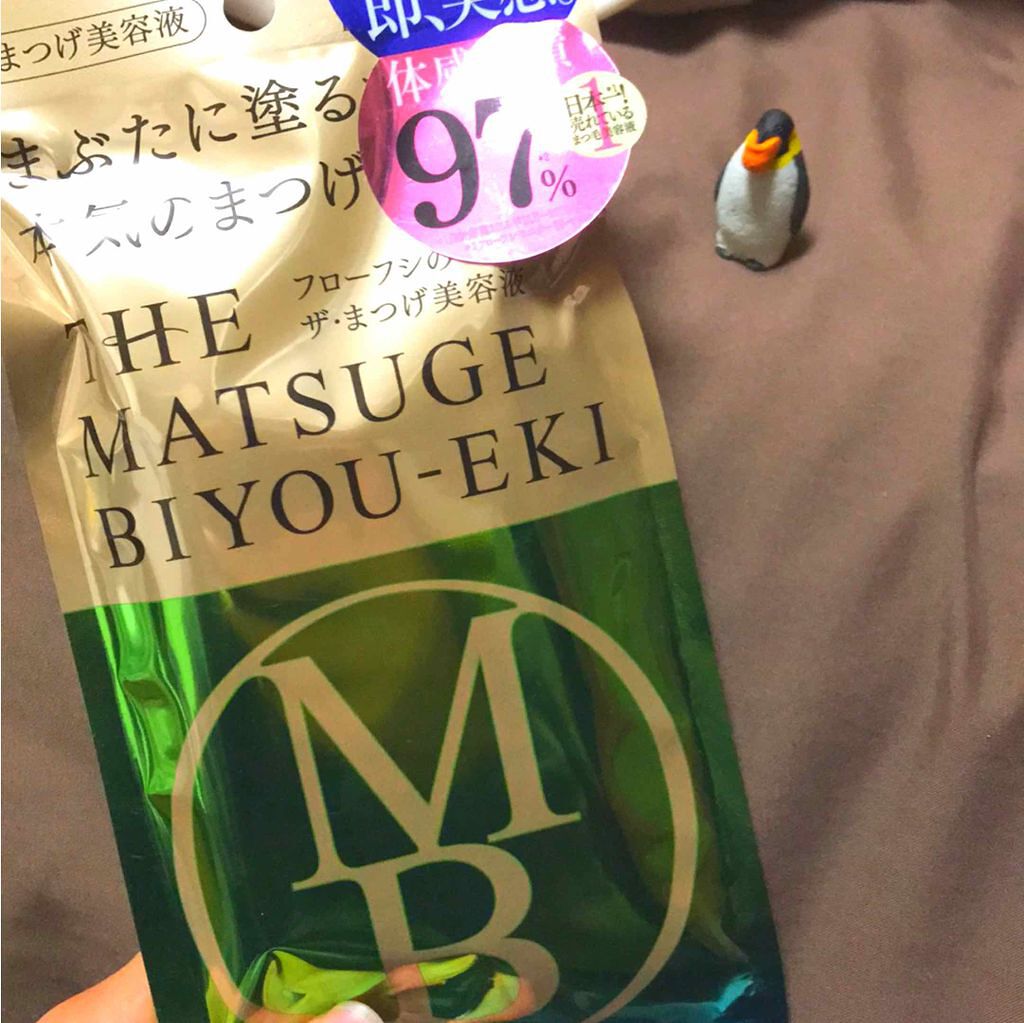 まつげ美容液
即、実感。
体感
97
%
日本一!
売れている
まつ毛美容液
1
まぶたに塗る
本気のまつげ
フローフシの
ザ・まつげ美容液
THE
MATSUGE
BIYOU-EKI
M
B